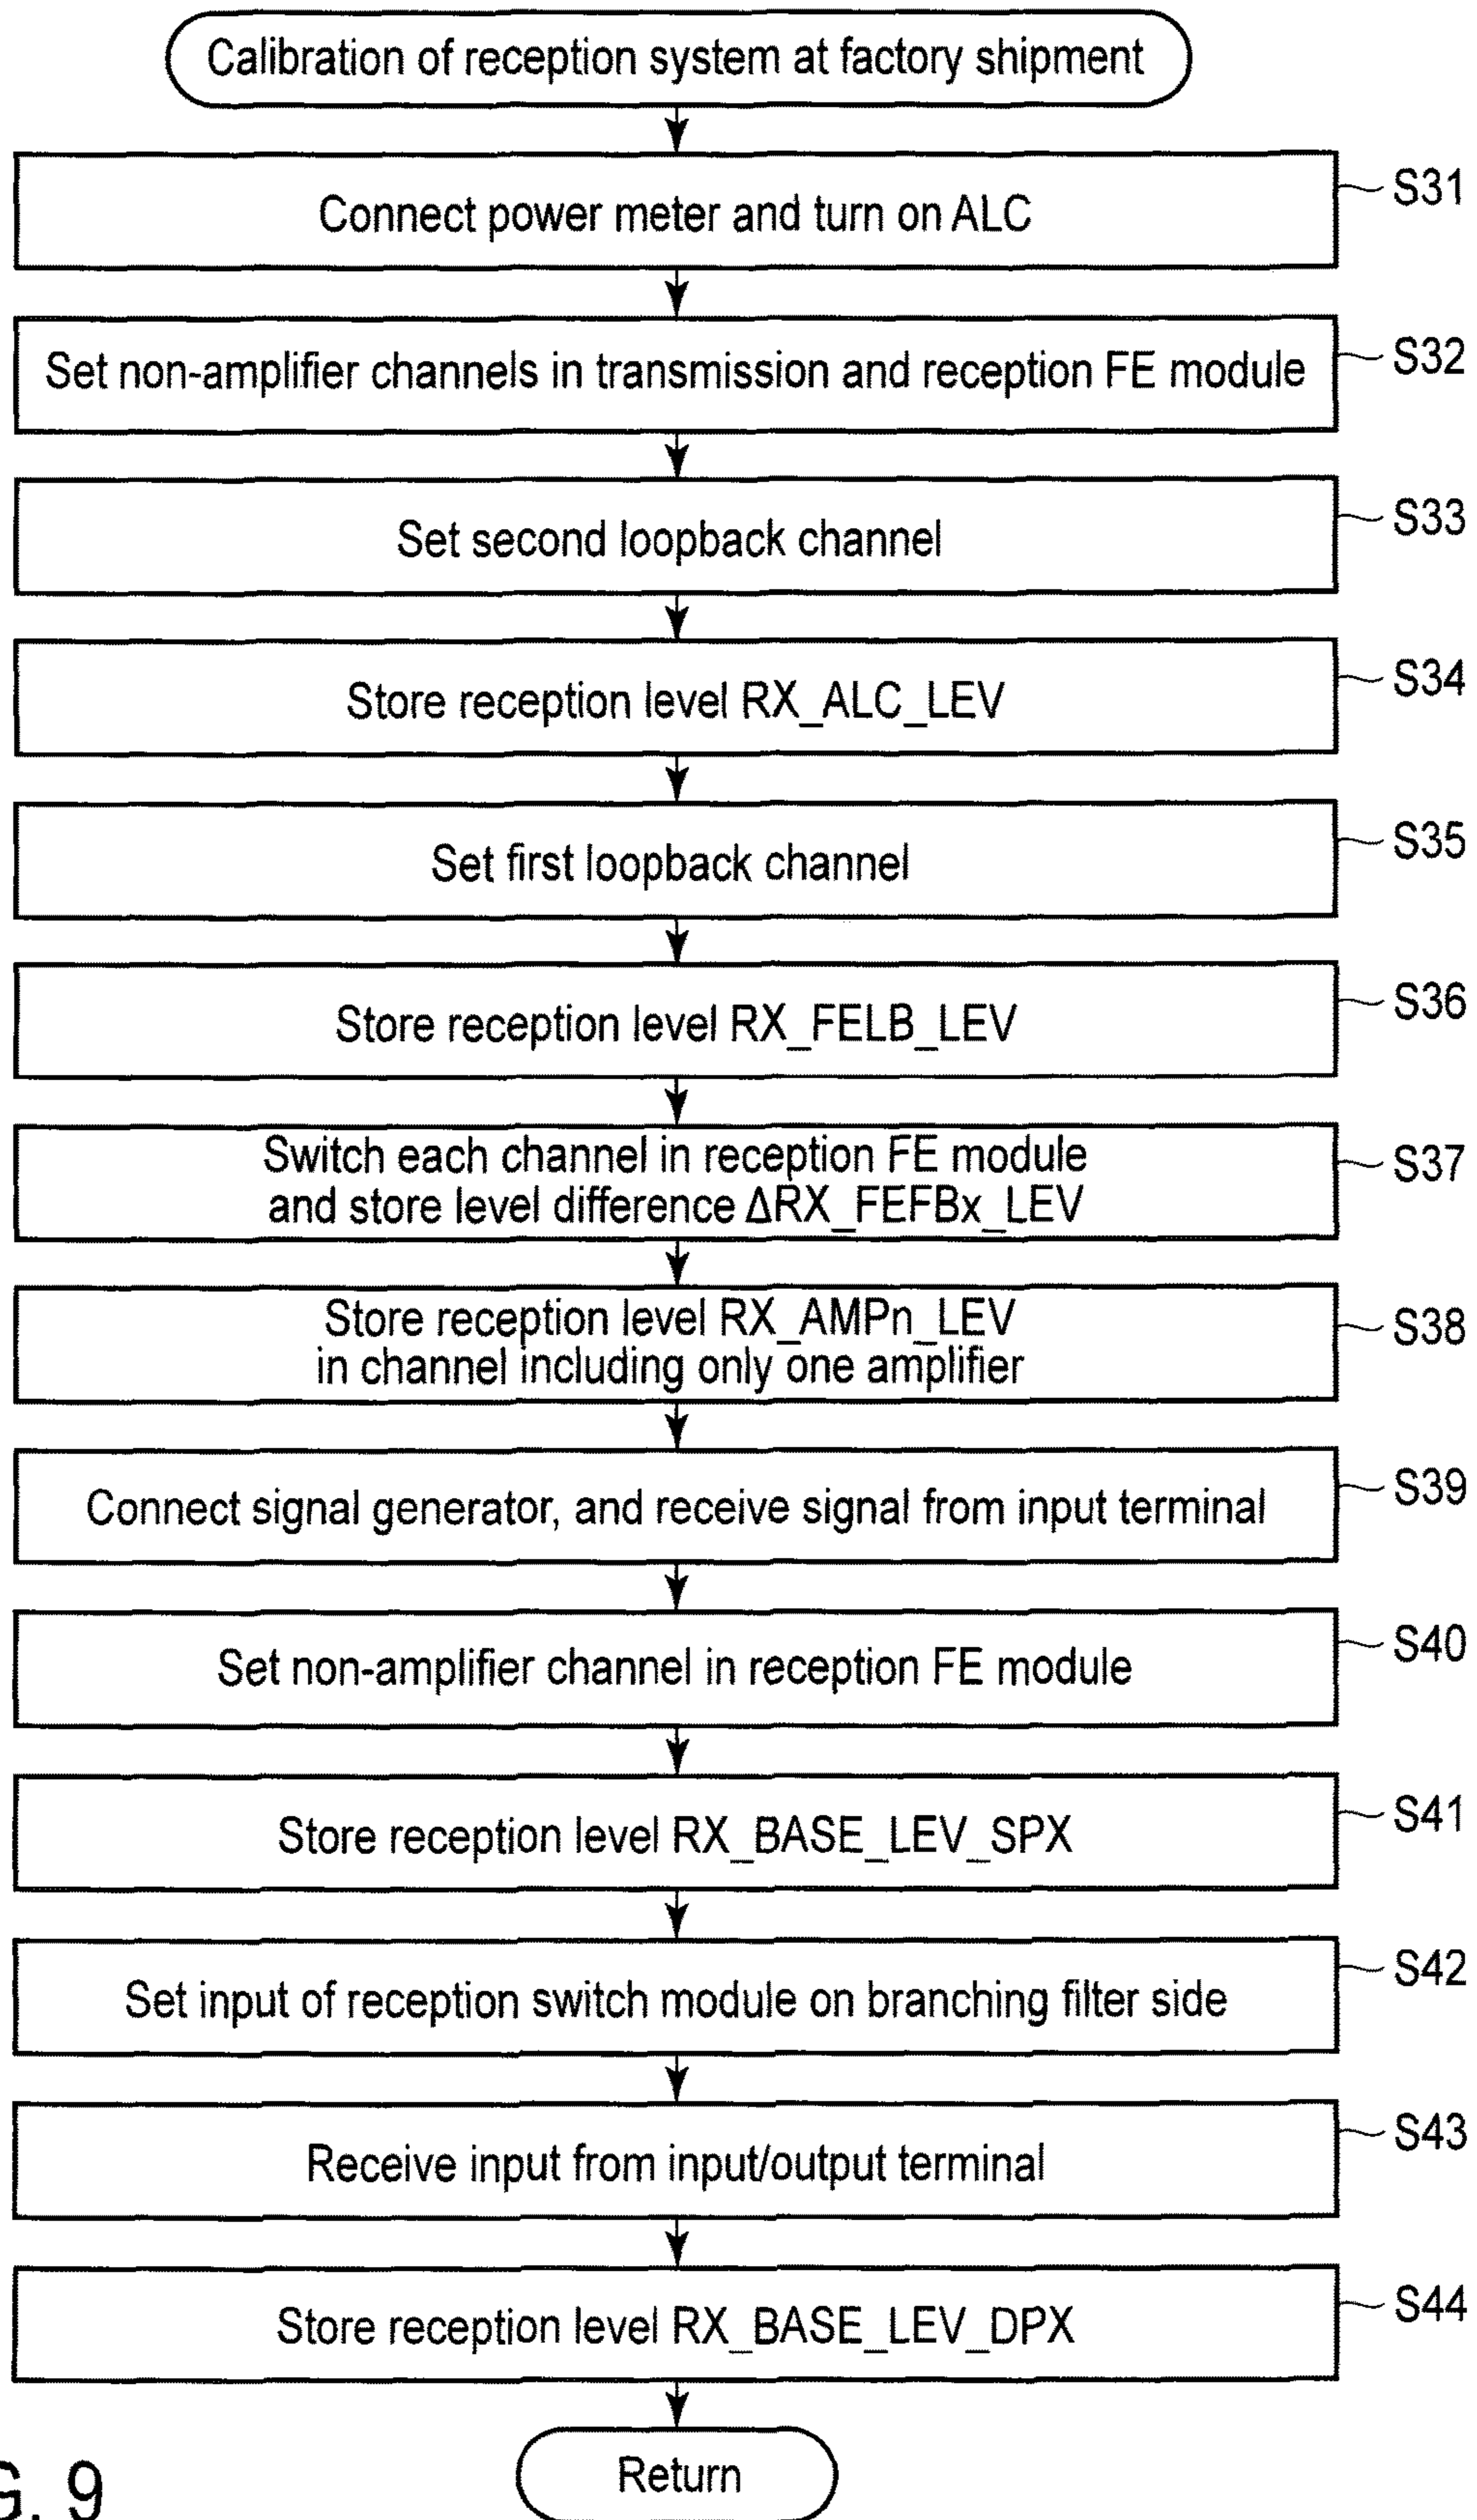 Calibration of reception system at factory shipment
Connect power meter and turn on ALC
S31
Set non-amplifier channels in transmission and reception FE module
S32
Set second loopback channel
S33
Store reception level RX_ALC_LEV
S34
Set first loopback channel
S35
Store reception level RX_FELB_LEV
S36
Switch each channel in reception FE module
and store level difference ΔRX_FEFBx_LEV
S37
Store reception level RX_AMPn_LEV
in channel including only one amplifier
S38
Connect signal generator, and receive signal from input terminal
S39
Set non-amplifier channel in reception FE module
S40
Store reception level RX_BASE_LEV_SPX
S41
Set input of reception switch module on branching filter side
S42
Receive input from input/output terminal
S43
Store reception level RX_BASE_LEV_DPX
S44
Return
G. 9